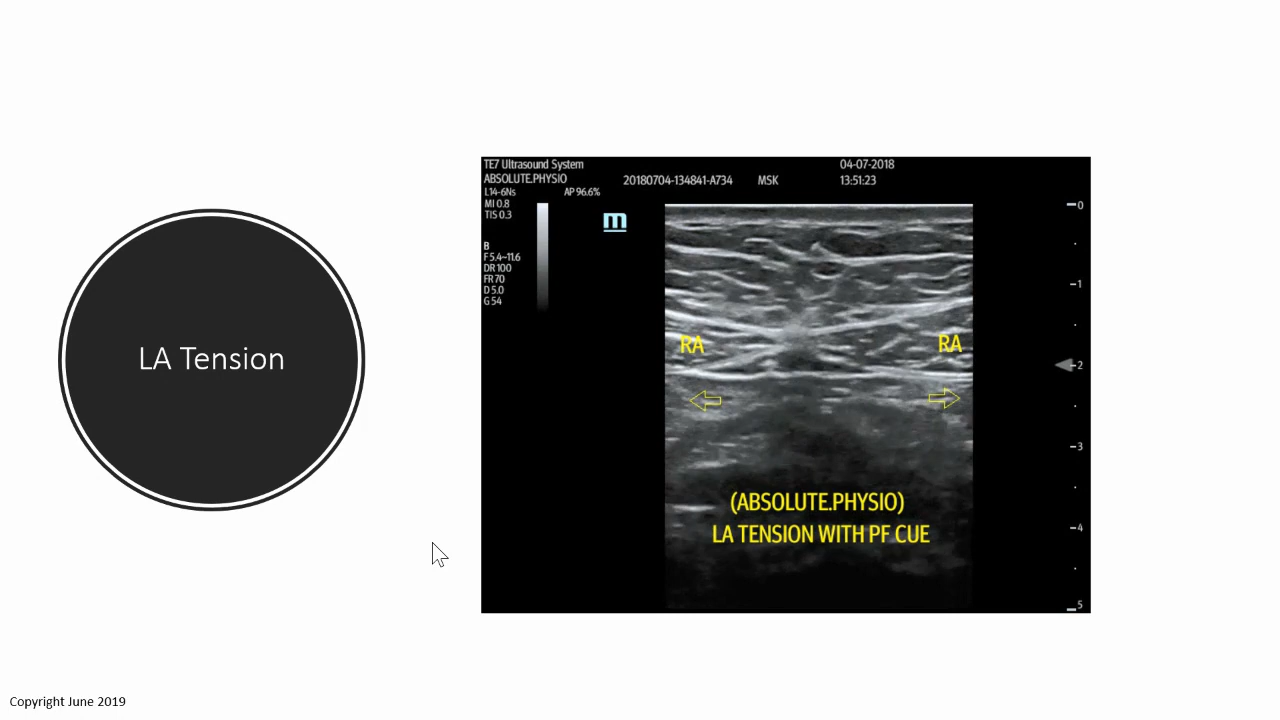 LA Tension
TE7 Ultrasound System
04-07-2018
ABSOLUTE.PHYSIO
20180704-134841-A734
MSK
13:51:23
L14-6Ns
AP 96.6%
MI 0.8
TIS 0.3
m
B
F 5.4-11.6
DR 100
FR 70
D 5.0
G 54
0
1
RA
RA
2
3
(ABSOLUTE.PHYSIO)
LA TENSION WITH PF CUE
4
5
Copyright June 2019